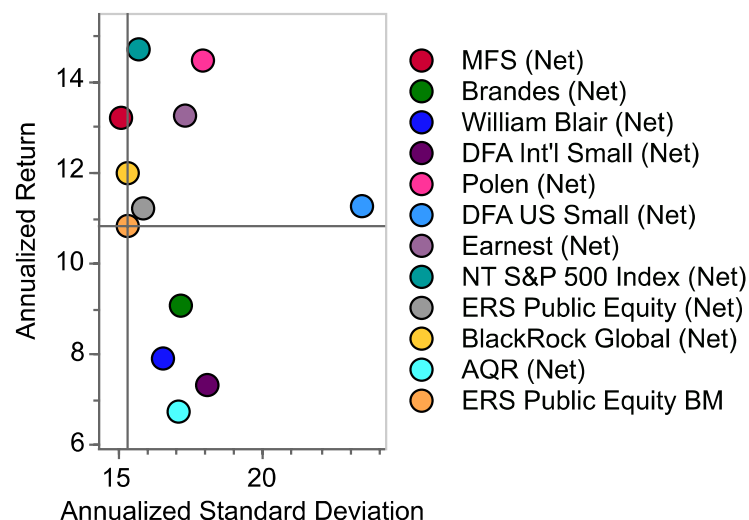 14
12
10
8
6
15
20
Annualized Return
Annualized Standard Deviation
MFS (Net)
Brandes (Net)
William Blair (Net)
DFA Int'l Small (Net)
Polen (Net)
DFA US Small (Net)
Earnest (Net)
NT S&P 500 Index (Net)
ERS Public Equity (Net)
BlackRock Global (Net)
AQR (Net)
ERS Public Equity BM